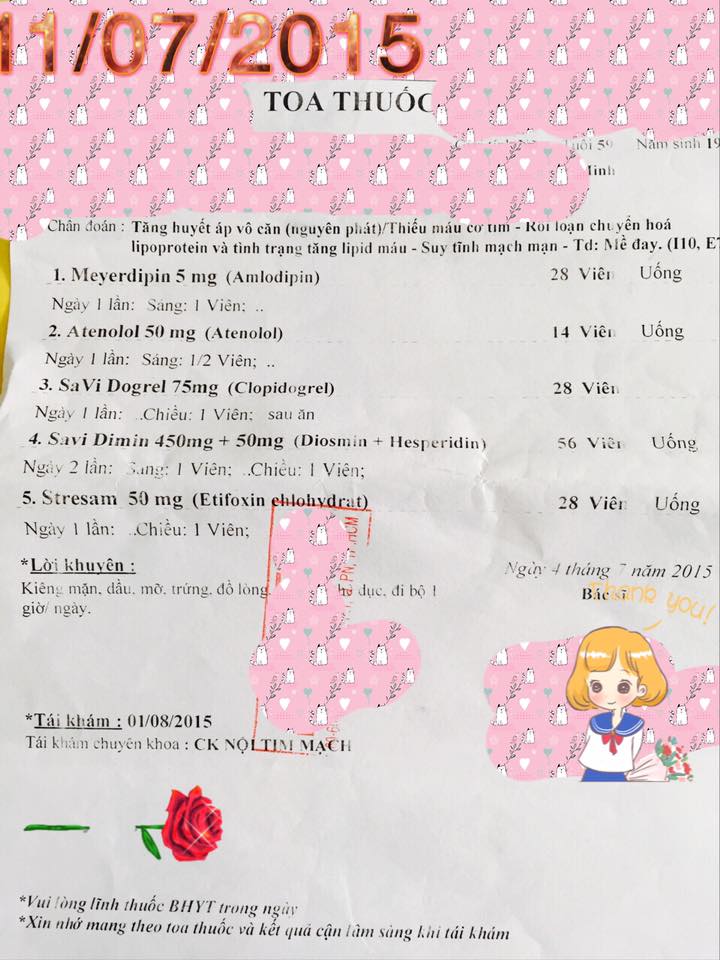 11/07/2015
TOA THUỐC
Tuổi 59 Năm sinh 19
Minh
Chẩn đoán : Tăng huyết áp vô căn (nguyên phát)/Thiếu máu cơ tim - Rối loạn chuyển hoá
lipoprotein và tình trạng tăng lipid máu - Suy tĩnh mạch mạn - Td: Mề đay. (I10, E7
1. Meyerdipin 5 mg (Amlodipin) 28 Viên Uống
Ngày 1 lần: Sáng: 1 Viên; ..
2. Atenolol 50 mg (Atenolol) 14 Viên Uống
Ngày 1 lần: Sáng: 1/2 Viên; ..
3. SaVi Dogrel 75mg (Clopidogrel) 28 Viên
Ngày 1 lần: ..Chiều: 1 Viên; sau ăn
4. Savi Dimin 450mg + 50mg (Diosmin + Hesperidin) 56 Viên Uống
Ngày 2 lần: Sáng: 1 Viên; ..Chiều: 1 Viên;
5. Stresam 50 mg (Etifoxin chlohydrat) 28 Viên Uống
Ngày 1 lần: ..Chiều: 1 Viên;
*Lời khuyên :
Kiêng mặn, dầu, mỡ, trứng, đồ lòng. dục, đi bộ 1
giờ/ ngày.
Ngày 4 tháng 7 năm 2015
Bác sĩ
Thank you!
*Tái khám : 01/08/2015
Tái khám chuyên khoa : CK NỘI TIM MẠCH
*Vui lòng lĩnh thuốc BHYT trong ngày
*Xin nhớ mang theo toa thuốc và kết quả cận lâm sàng khi tái khám